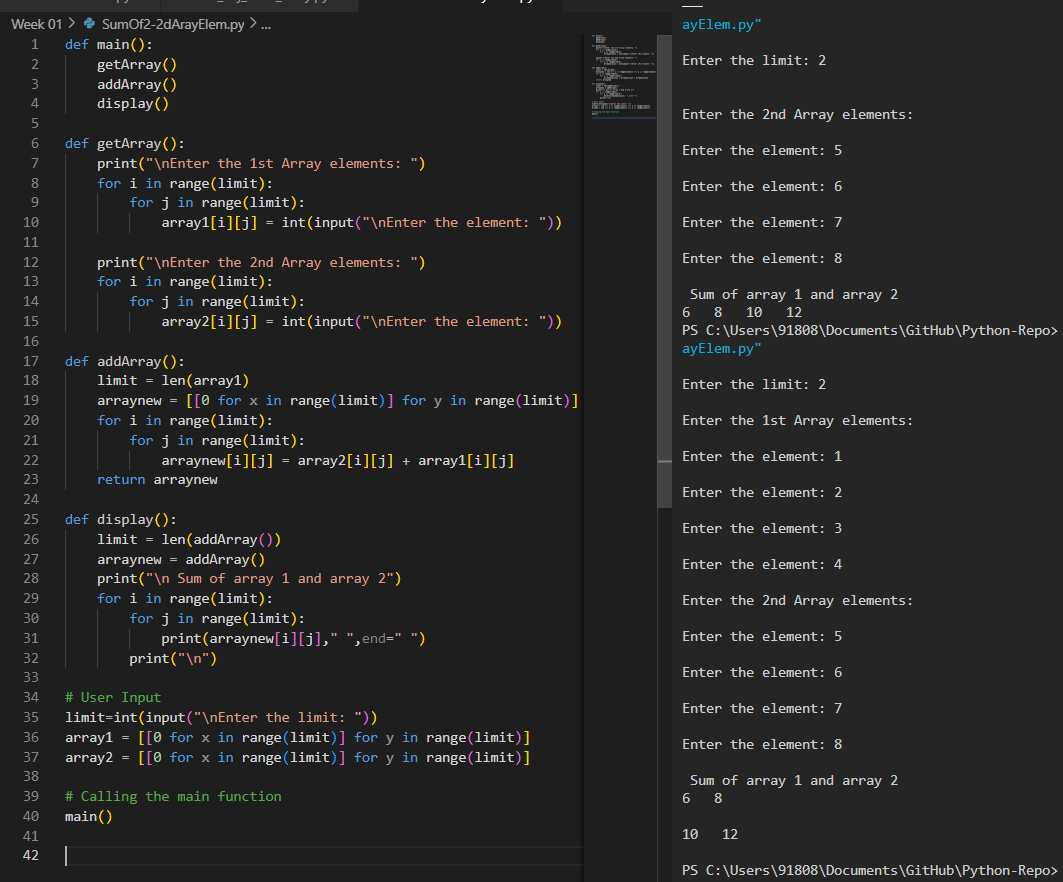 Week 01 > SumOf2-2dArayElem.py > ...
1 def main():
2     getArray()
3     addArray()
4     display()
5
6 def getArray():
7     print("\nEnter the 1st Array elements: ")
8     for i in range(limit):
9         for j in range(limit):
10             array1[i][j] = int(input("\nEnter the element: "))
11
12     print("\nEnter the 2nd Array elements: ")
13     for i in range(limit):
14         for j in range(limit):
15             array2[i][j] = int(input("\nEnter the element: "))
16
17 def addArray():
18     limit = len(array1)
19     arraynew = [[0 for x in range(limit)] for y in range(limit)]
20     for i in range(limit):
21         for j in range(limit):
22             arraynew[i][j] = array2[i][j] + array1[i][j]
23     return arraynew
24
25 def display():
26     limit = len(addArray())
27     arraynew = addArray()
28     print("\n Sum of array 1 and array 2")
29     for i in range(limit):
30         for j in range(limit):
31             print(arraynew[i][j]," ",end=" ")
32         print("\n")
33
34 # User Input
35 limit=int(input("\nEnter the limit: "))
36 array1 = [[0 for x in range(limit)] for y in range(limit)]
37 array2 = [[0 for x in range(limit)] for y in range(limit)]
38
39 # Calling the main function
40 main()
41
42
ayElem.py"
Enter the limit: 2
Enter the 2nd Array elements:
Enter the element: 5
Enter the element: 6
Enter the element: 7
Enter the element: 8
 Sum of array 1 and array 2
6   8   10   12
PS C:\Users\91808\Documents\GitHub\Python-Repo>
ayElem.py"
Enter the limit: 2
Enter the 1st Array elements:
Enter the element: 1
Enter the element: 2
Enter the element: 3
Enter the element: 4
Enter the 2nd Array elements:
Enter the element: 5
Enter the element: 6
Enter the element: 7
Enter the element: 8
 Sum of array 1 and array 2
6   8
10   12
PS C:\Users\91808\Documents\GitHub\Python-Repo>